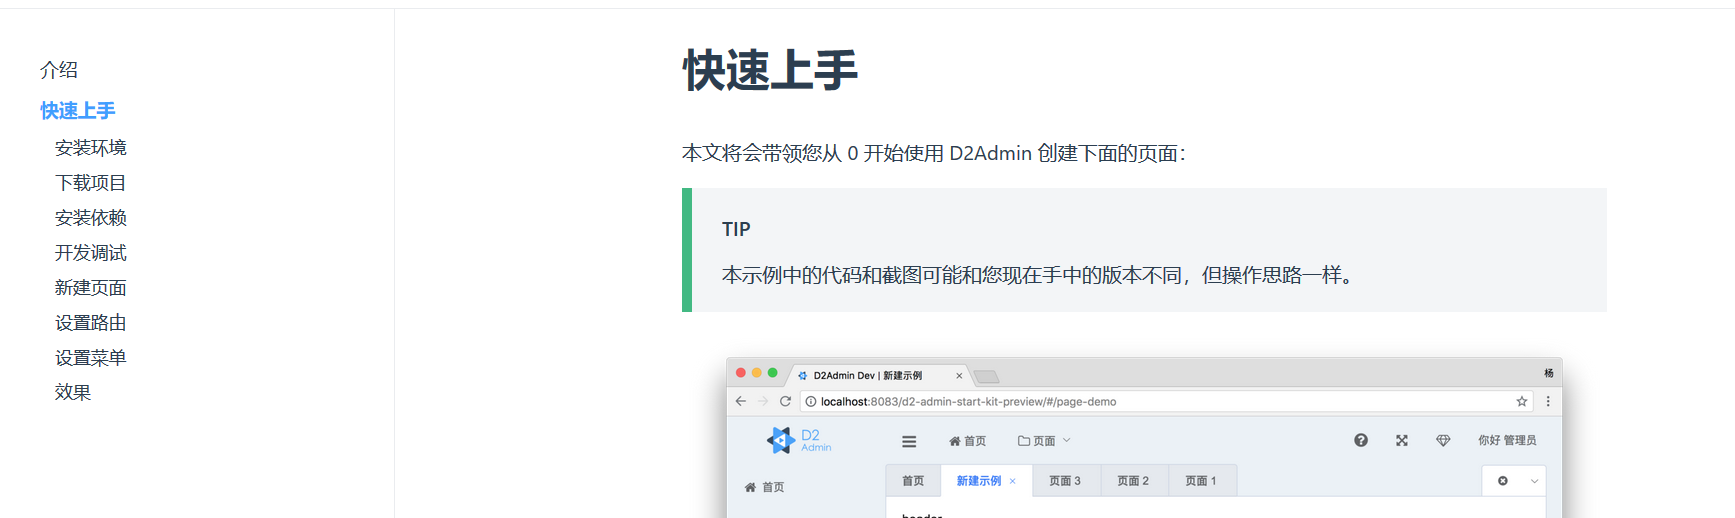 介绍
快速上手
安装环境
下载项目
安装依赖
开发调试
新建页面
设置路由
设置菜单
效果
快速上手
本文将会带领您从 0 开始使用 D2Admin 创建下面的页面：
TIP
本示例中的代码和截图可能和您现在手中的版本不同，但操作思路一样。
D2Admin Dev | 新建示例
杨
localhost:8083/d2-admin-start-kit-preview/#/page-demo
D2
Admin
首页
页面
你好 管理员
首页
新建示例
页面 3
页面 2
页面 1
首页